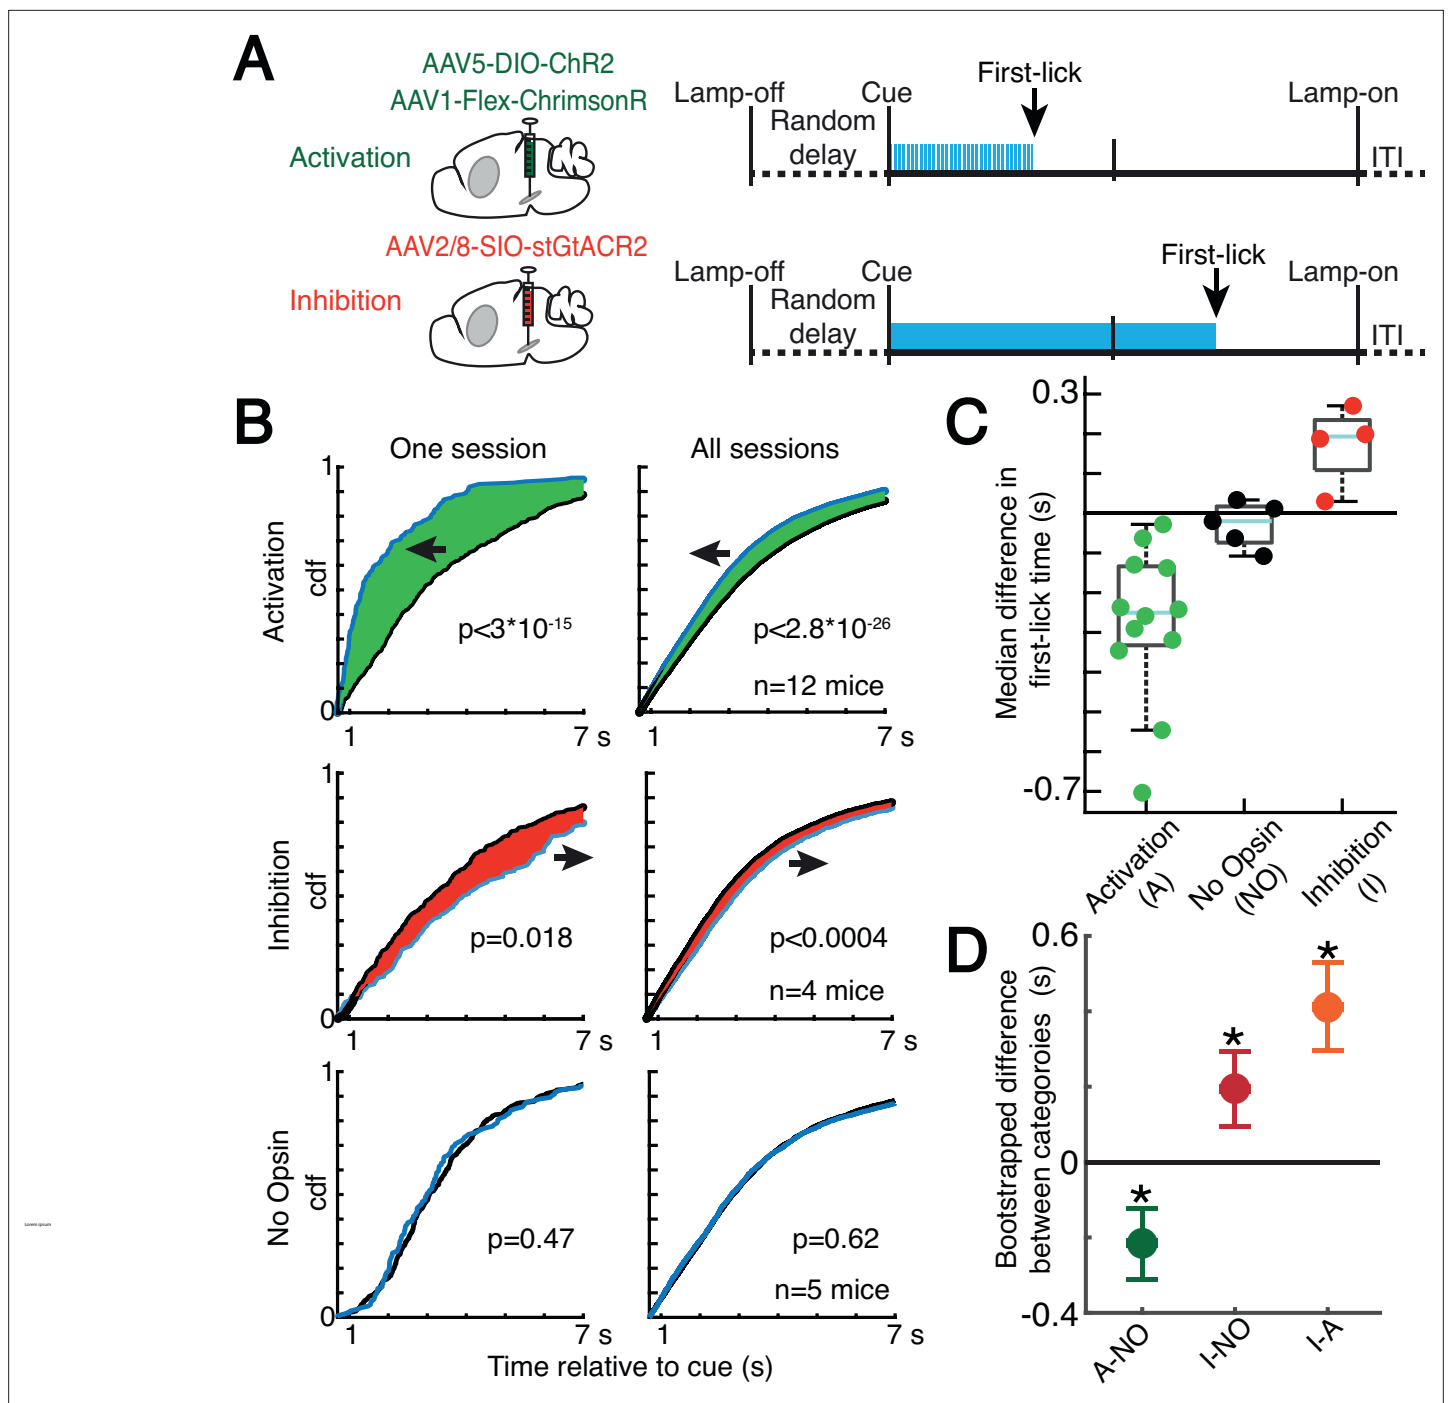 A
AAV5-DIO-ChR2
AAV1-Flex-ChrimsonR
Activation
First-lick
Lamp-off
Cue
Lamp-on
Random
delay
ITI
AAV2/8-SIO-stGtACR2
Inhibition
First-lick
Lamp-off
Cue
Lamp-on
Random
delay
ITI
B
One session
All sessions
Activation
cdf
1
0
p<3*10-15
1
7 s
p<2.8*10-26
n=12 mice
1
7 s
Inhibition
cdf
1
0
p=0.018
1
7 s
p<0.0004
n=4 mice
1
7 s
No Opsin
cdf
1
0
p=0.47
1
7 s
p=0.62
n=5 mice
1
7 s
Time relative to cue (s)
C
Median difference in
first-lick time (s)
0.3
-0.7
Activation
(A)
No Opsin
(NO)
Inhibition
(I)
D
Bootstrapped difference
between categoroies (s)
0.6
0
-0.4
*
*
*
A-NO
I-NO
I-A
Lorem ipsum